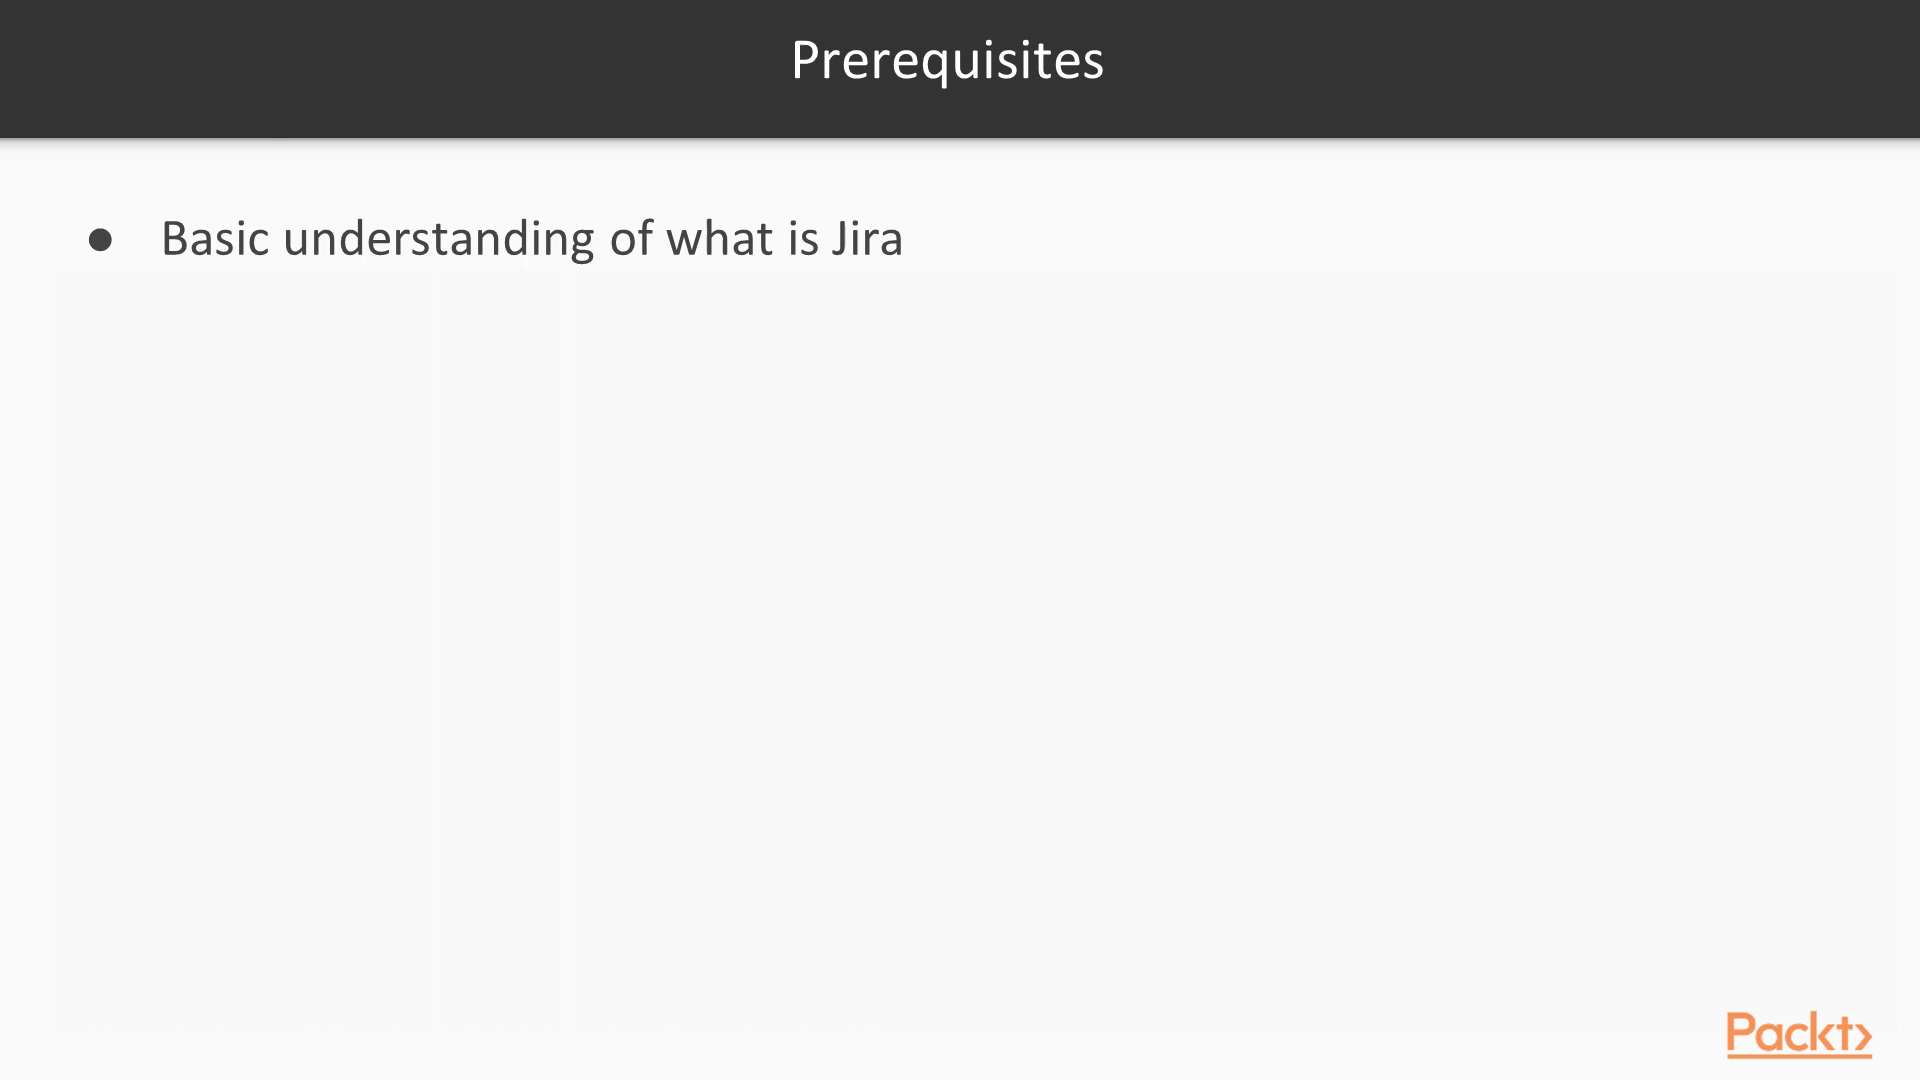 Prerequisites
● Basic understanding of what is Jira
Packt>